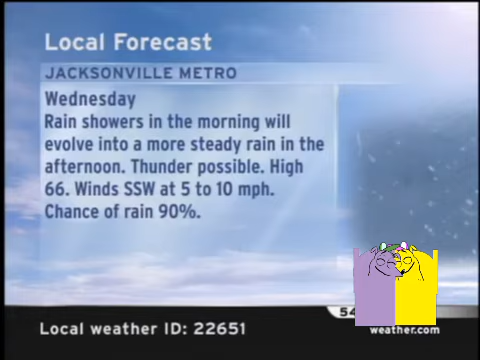 Local Forecast
JACKSONVILLE METRO
Wednesday
Rain showers in the morning will
evolve into a more steady rain in the
afternoon. Thunder possible. High
66. Winds SSW at 5 to 10 mph.
Chance of rain 90%.
54
Local weather ID: 22651
weather.com